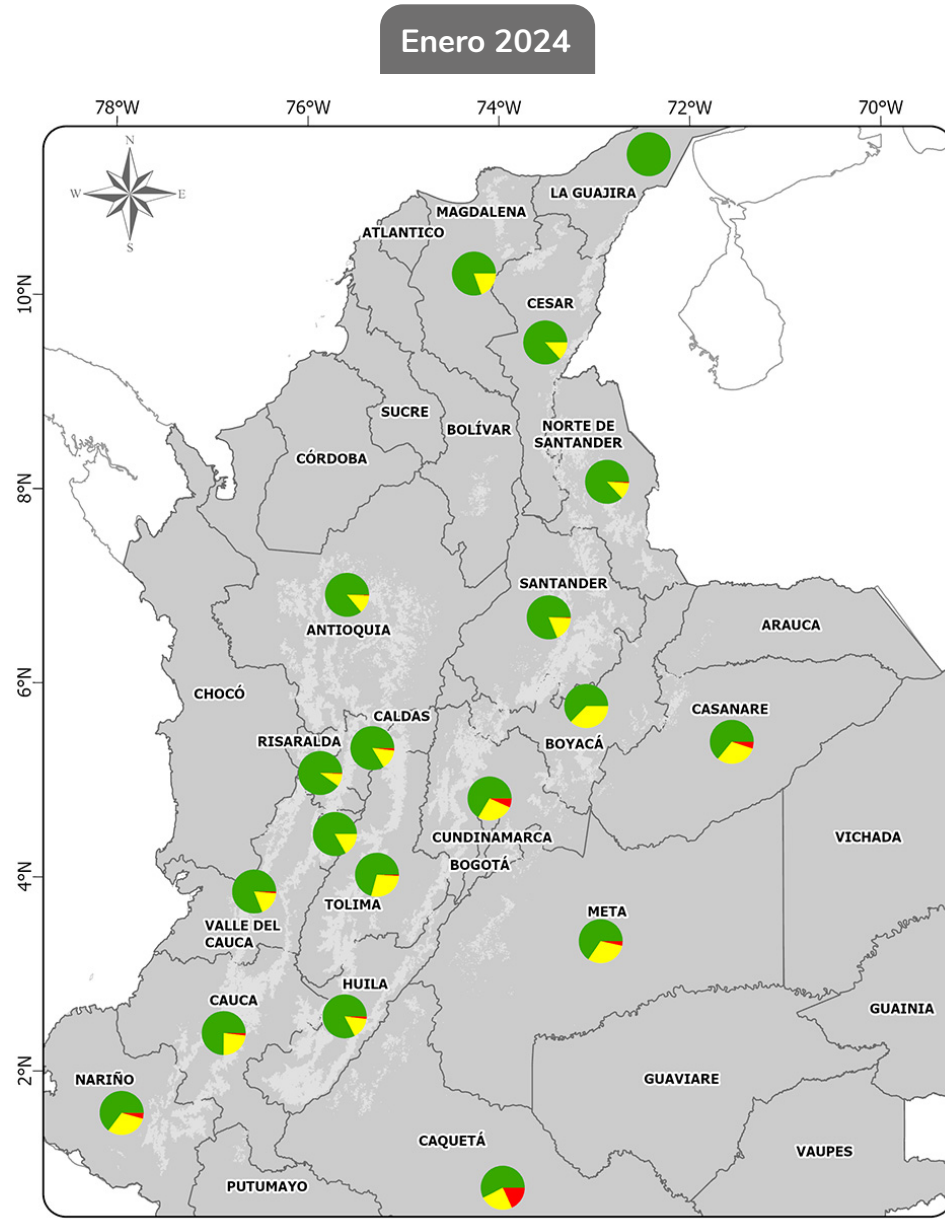 Enero 2024
78°W
76°W
74°W
72°W
70°W
N
W
E
S
10°N
8°N
6°N
4°N
2°N
LA GUAJIRA
MAGDALENA
ATLANTICO
CESAR
SUCRE
BOLÍVAR
NORTE DE
SANTANDER
CÓRDOBA
SANTANDER
ANTIOQUIA
ARAUCA
CHOCÓ
CALDAS
CASANARE
RISARALDA
BOYACÁ
CUNDINAMARCA
VICHADA
BOGOTÁ
TOLIMA
META
VALLE DEL
CAUCA
HUILA
CAUCA
GUAINIA
NARIÑO
GUAVIARE
CAQUETÁ
VAUPES
PUTUMAYO